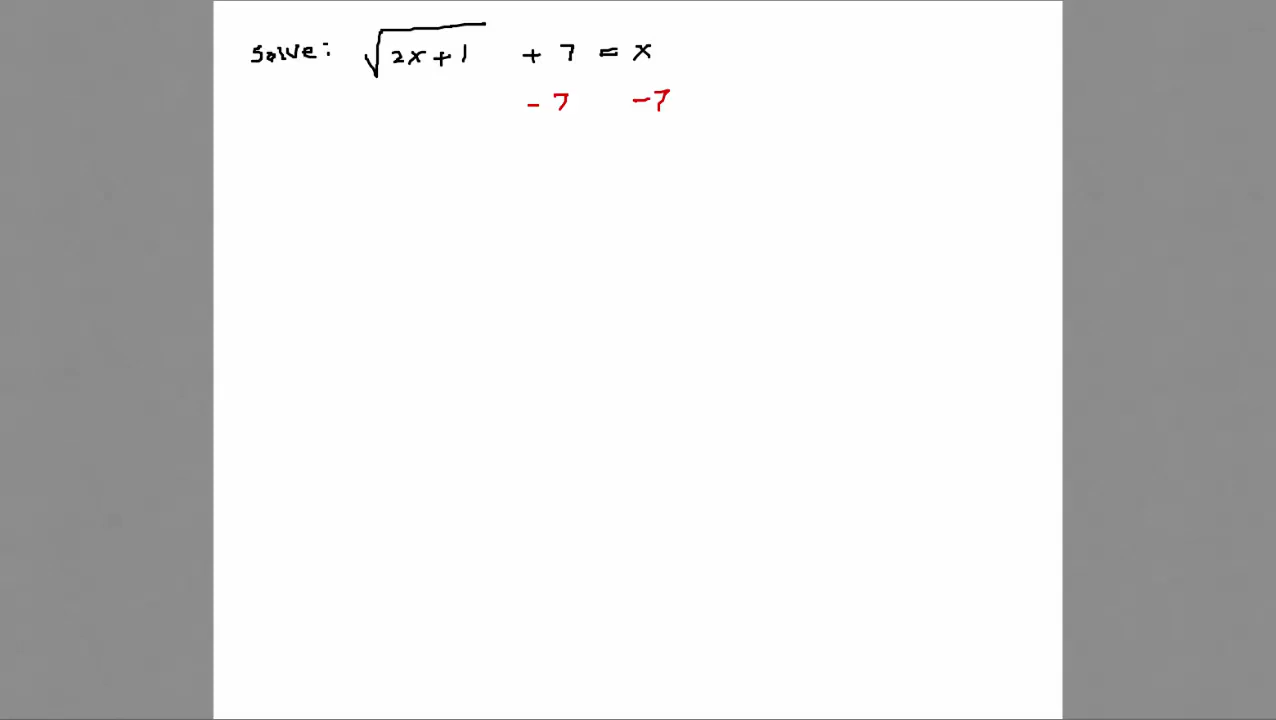 Solve: √2x+1 + 7 = x
- 7 -7